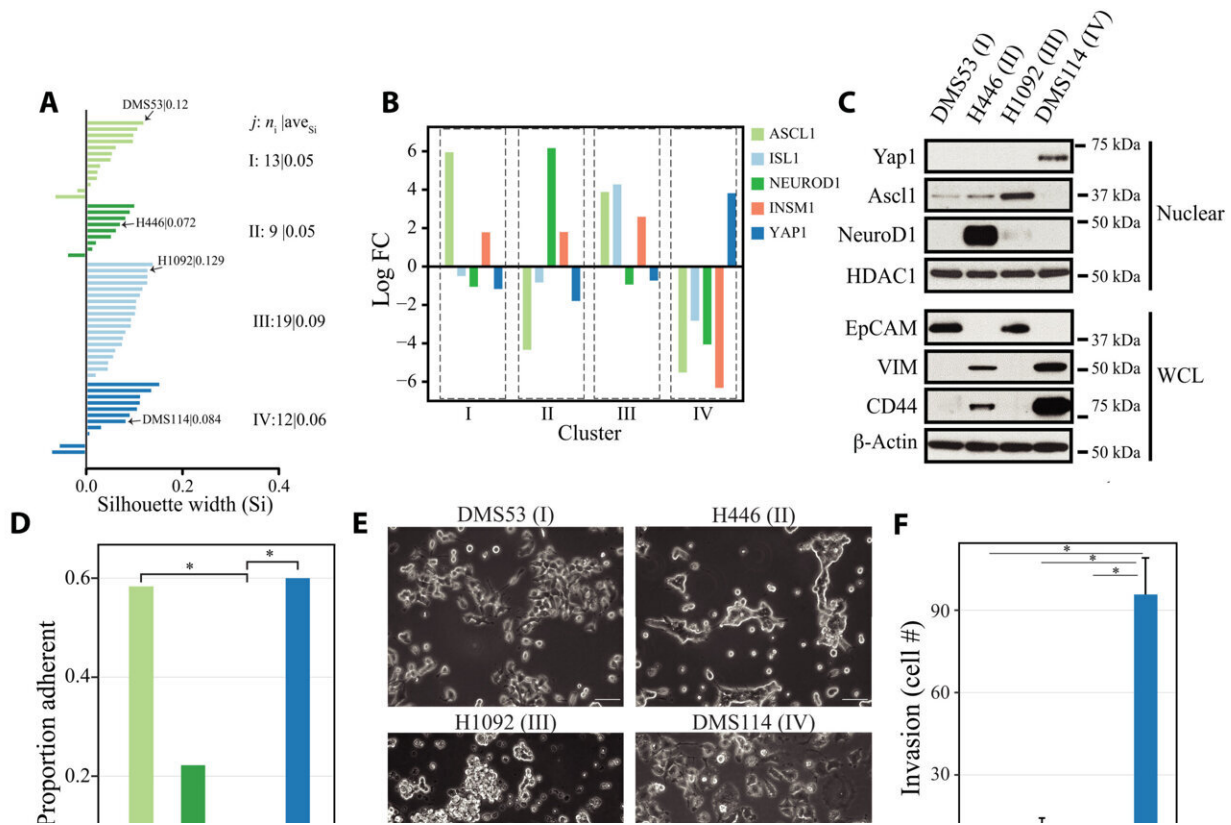 A
DMS53|0.12
j: nᵢ |ave_Si
I: 13|0.05
H446|0.072
II: 9 |0.05
H1092|0.129
III:19|0.09
DMS114|0.084
IV:12|0.06
0.0 0.2 0.4
Silhouette width (Si)
B
6
4
2
0
−2
−4
−6
Log FC
I II III IV
Cluster
ASCL1
ISL1
NEUROD1
INSM1
YAP1
C
DMS53 (I)
H446 (II)
H1092 (III)
DMS114 (IV)
Yap1
75 kDa
Ascl1
37 kDa
NeuroD1
50 kDa
HDAC1
50 kDa
Nuclear
EpCAM
37 kDa
VIM
50 kDa
CD44
75 kDa
β-Actin
50 kDa
WCL
D
Proportion adherent
0.6
0.4
0.2
*
*
E
DMS53 (I)
H446 (II)
H1092 (III)
DMS114 (IV)
F
Invasion (cell #)
90
60
30
*
*
*